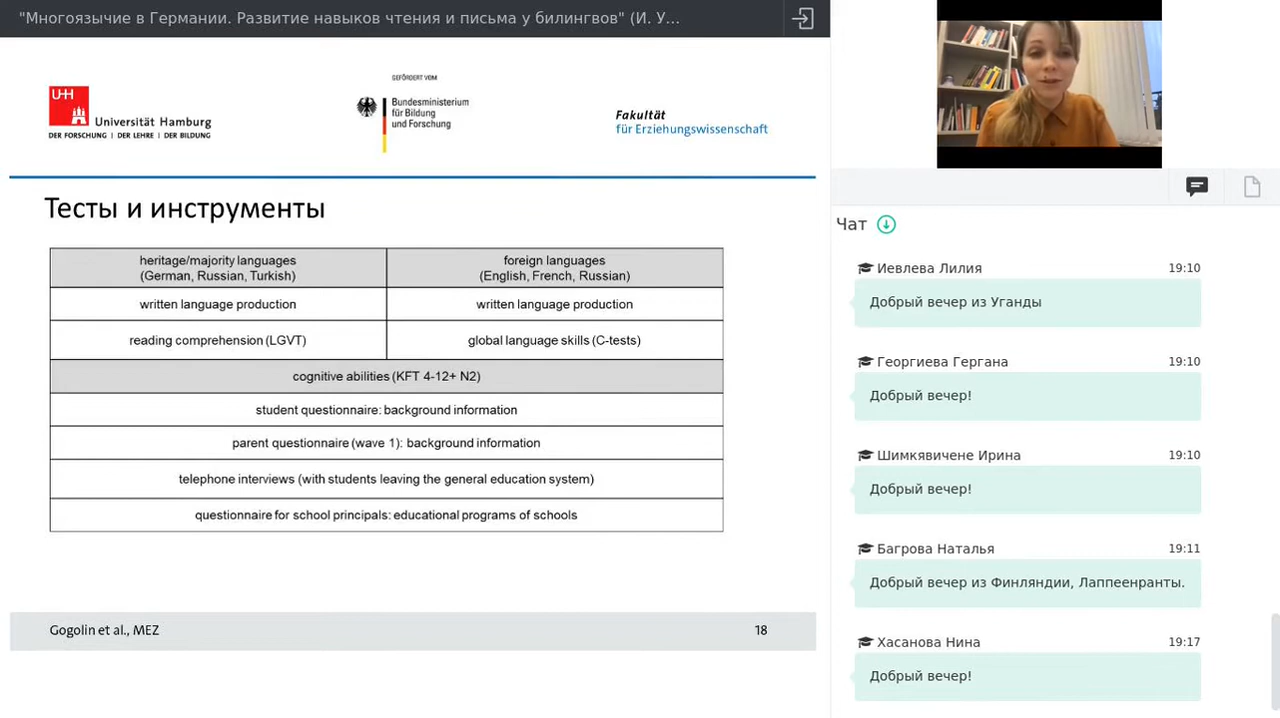 "Многоязычие в Германии. Развитие навыков чтения и письма у билингвов" (И. У...
UHH
Universität Hamburg
DER FORSCHUNG | DER LEHRE | DER BILDUNG
GEFÖRDERT VOM
Bundesministerium
für Bildung
und Forschung
Fakultät
für Erziehungswissenschaft
Тесты и инструменты
heritage/majority languages
(German, Russian, Turkish)
foreign languages
(English, French, Russian)
written language production
written language production
reading comprehension (LGVT)
global language skills (C-tests)
cognitive abilities (KFT 4-12+ N2)
student questionnaire: background information
parent questionnaire (wave 1): background information
telephone interviews (with students leaving the general education system)
questionnaire for school principals: educational programs of schools
Gogolin et al., MEZ
18
Чат
Иевлева Лилия
19:10
Добрый вечер из Уганды
Георгиева Гергана
19:10
Добрый вечер!
Шимкявичене Ирина
19:10
Добрый вечер!
Багрова Наталья
19:11
Добрый вечер из Финляндии, Лаппеенранты.
Хасанова Нина
19:17
Добрый вечер!